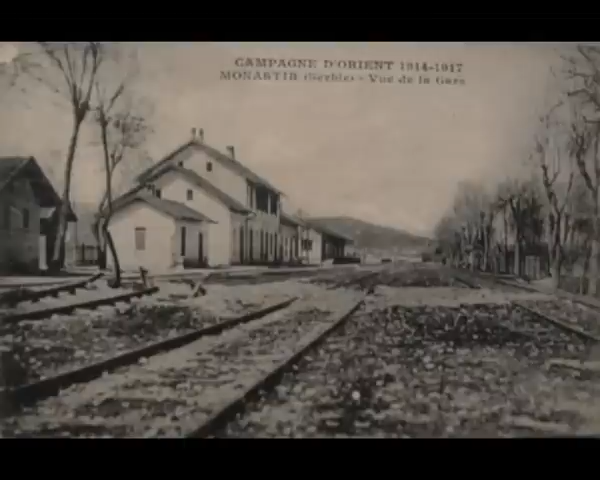 CAMPAGNE D'ORIENT 1914-1917
MONASTIR (Serbie) - Vue de la Gare